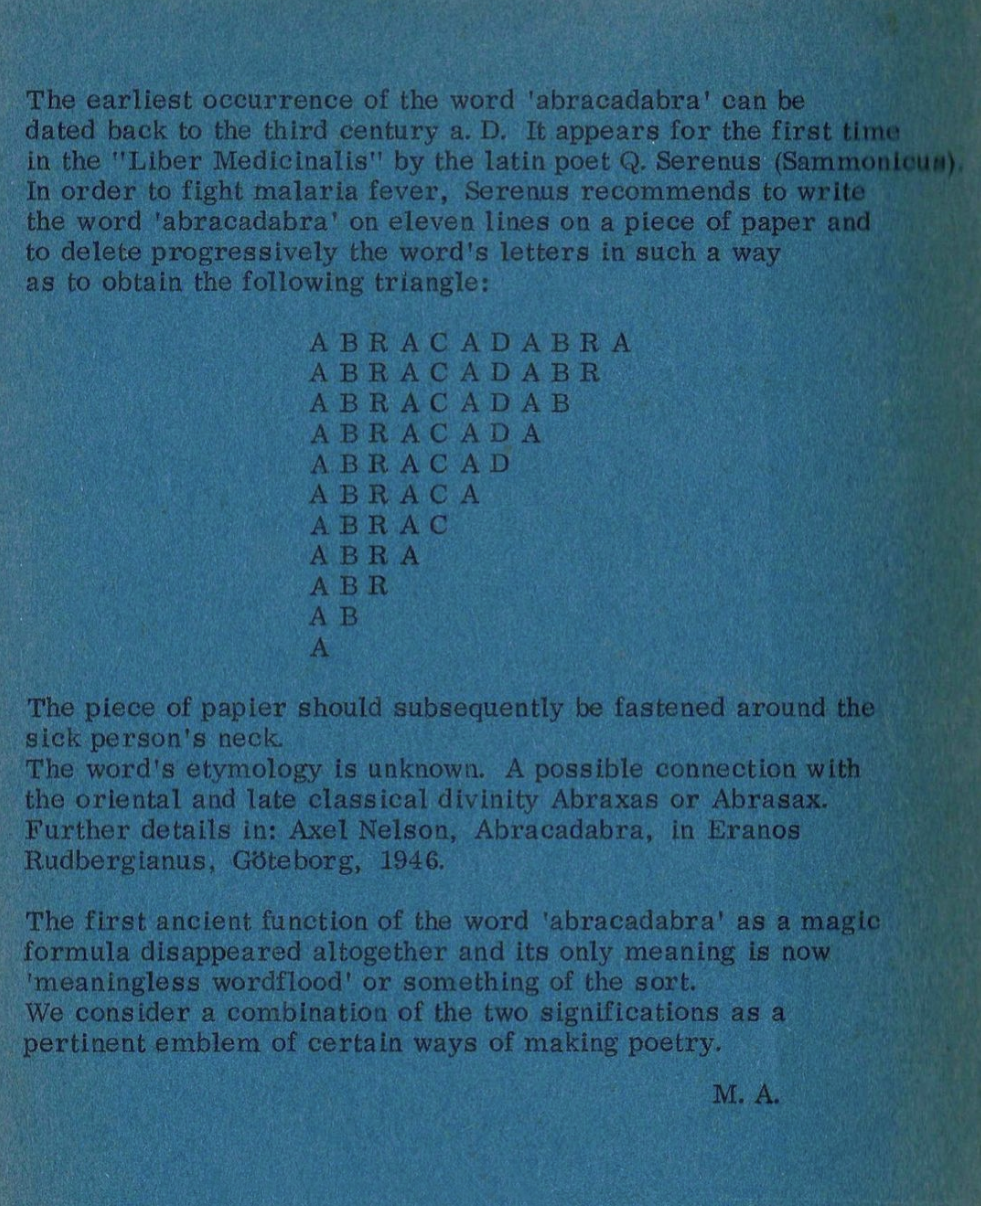 The earliest occurrence of the word 'abracadabra' can be
dated back to the third century a. D. It appears for the first time
in the "Liber Medicinalis" by the latin poet Q. Serenus (Sammonicus).
In order to fight malaria fever, Serenus recommends to write
the word 'abracadabra' on eleven lines on a piece of paper and
to delete progressively the word's letters in such a way
as to obtain the following triangle:
A B R A C A D A B R A
A B R A C A D A B R
A B R A C A D A B
A B R A C A D A
A B R A C A D
A B R A C A
A B R A C
A B R A
A B R
A B
A
The piece of papier should subsequently be fastened around the
sick person's neck.
The word's etymology is unknown. A possible connection with
the oriental and late classical divinity Abraxas or Abrasax.
Further details in: Axel Nelson, Abracadabra, in Eranos
Rudbergianus, Göteborg, 1946.
The first ancient function of the word 'abracadabra' as a magic
formula disappeared altogether and its only meaning is now
'meaningless wordflood' or something of the sort.
We consider a combination of the two significations as a
pertinent emblem of certain ways of making poetry.
M. A.